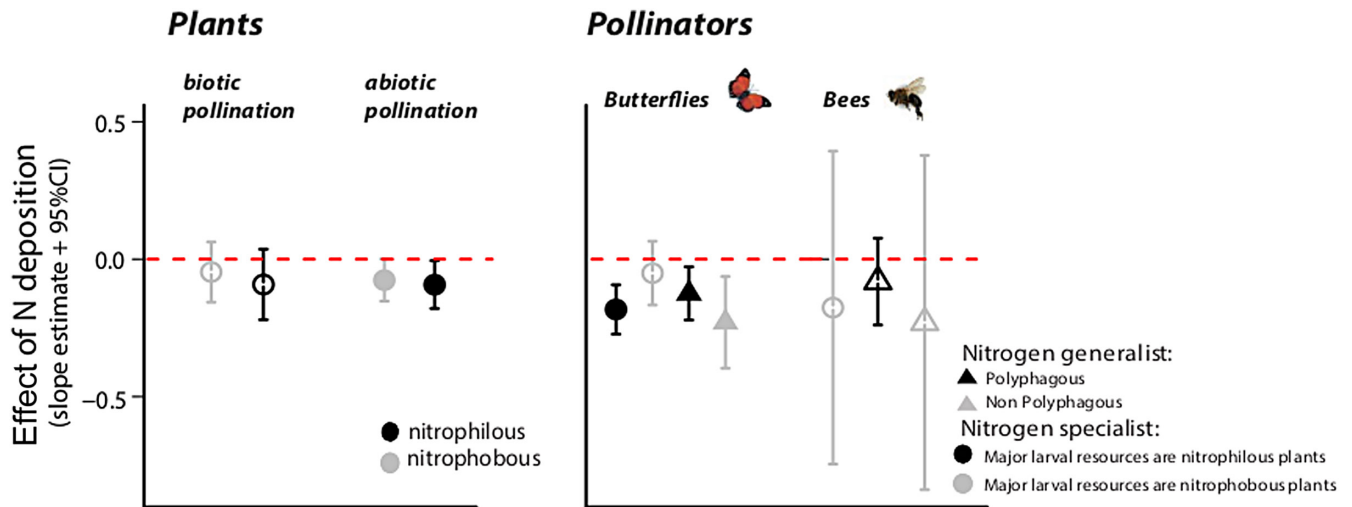 Plants
Pollinators
biotic
pollination
abiotic
pollination
Butterflies
Bees
Effect of N deposition
(slope estimate + 95%CI)
0.5
0.0
−0.5
nitrophilous
nitrophobous
Nitrogen generalist:
Polyphagous
Non Polyphagous
Nitrogen specialist:
Major larval resources are nitrophilous plants
Major larval resources are nitrophobous plants